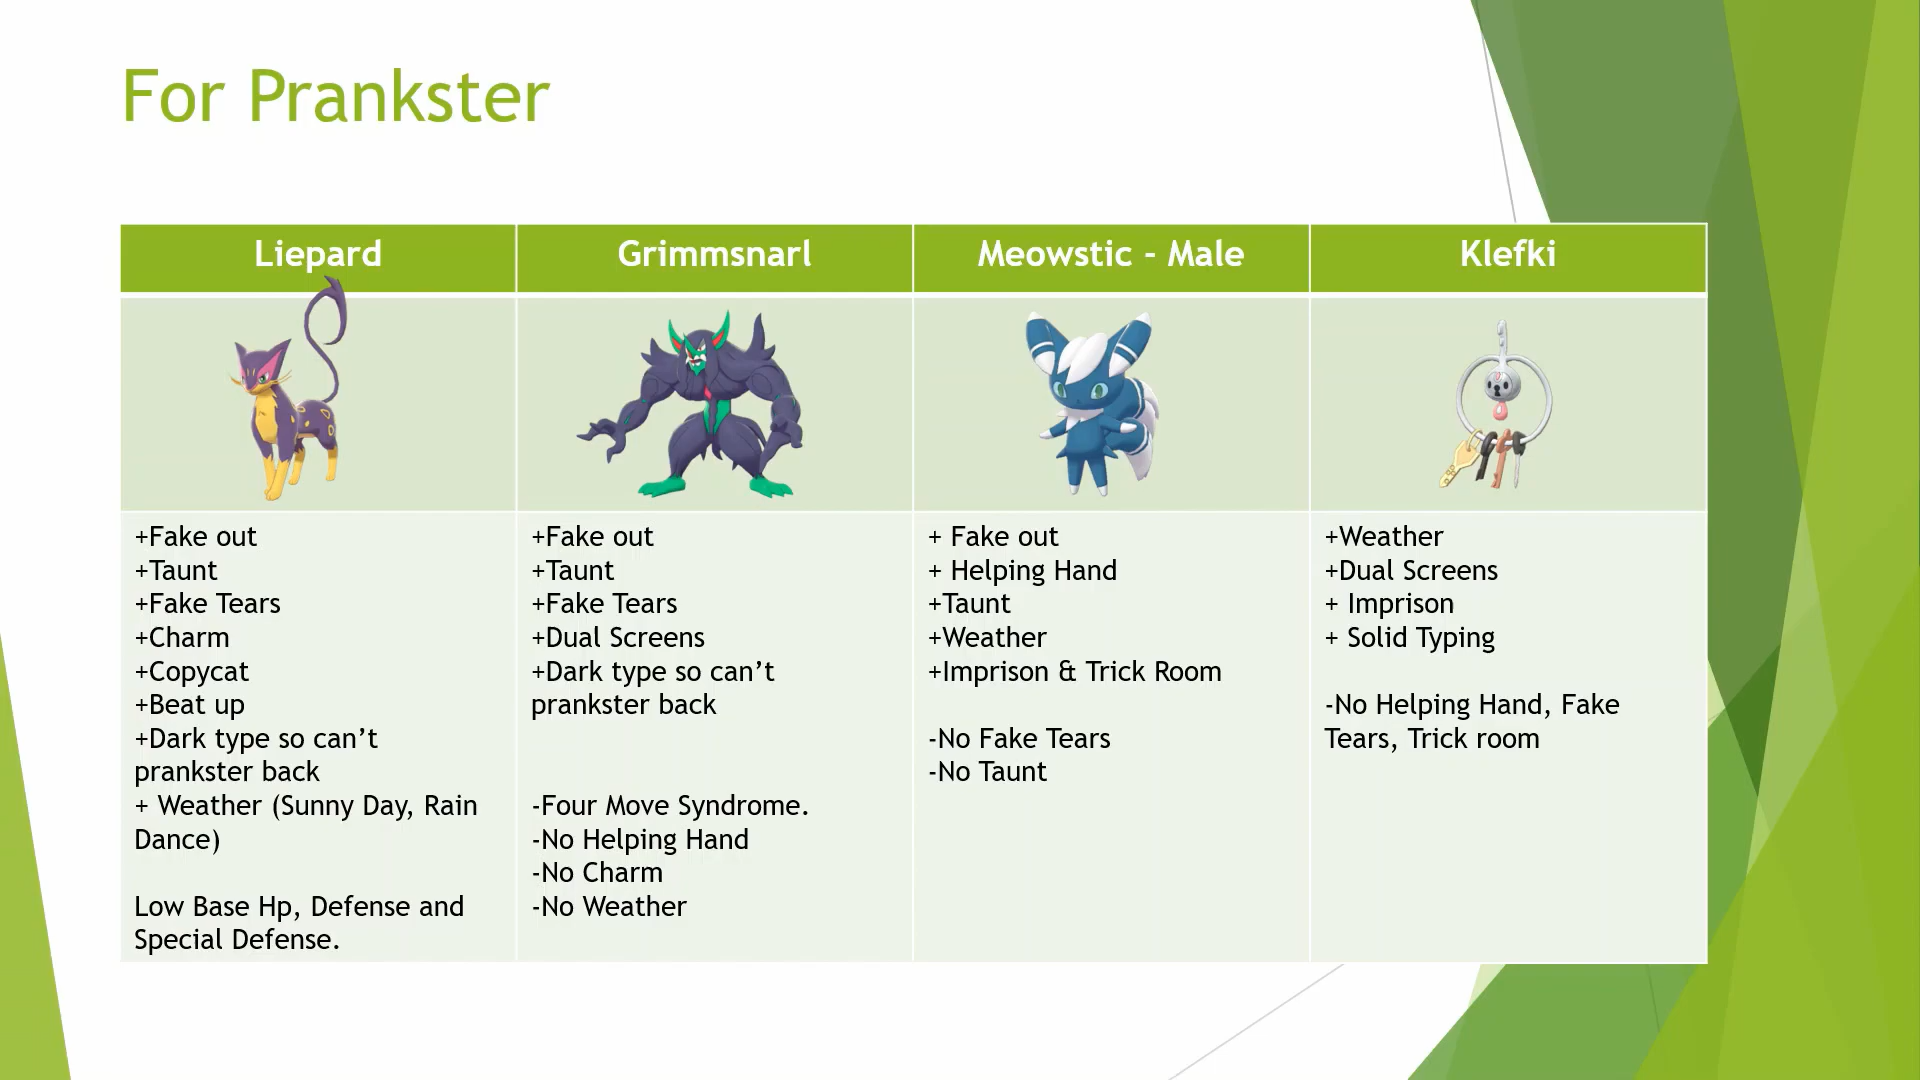 For Prankster
Liepard
Grimmsnarl
Meowstic - Male
Klefki
+Fake out
+Taunt
+Fake Tears
+Charm
+Copycat
+Beat up
+Dark type so can’t
prankster back
+ Weather (Sunny Day, Rain
Dance)
Low Base Hp, Defense and
Special Defense.
+Fake out
+Taunt
+Fake Tears
+Dual Screens
+Dark type so can’t
prankster back
-Four Move Syndrome.
-No Helping Hand
-No Charm
-No Weather
+ Fake out
+ Helping Hand
+Taunt
+Weather
+Imprison & Trick Room
-No Fake Tears
-No Taunt
+Weather
+Dual Screens
+ Imprison
+ Solid Typing
-No Helping Hand, Fake
Tears, Trick room